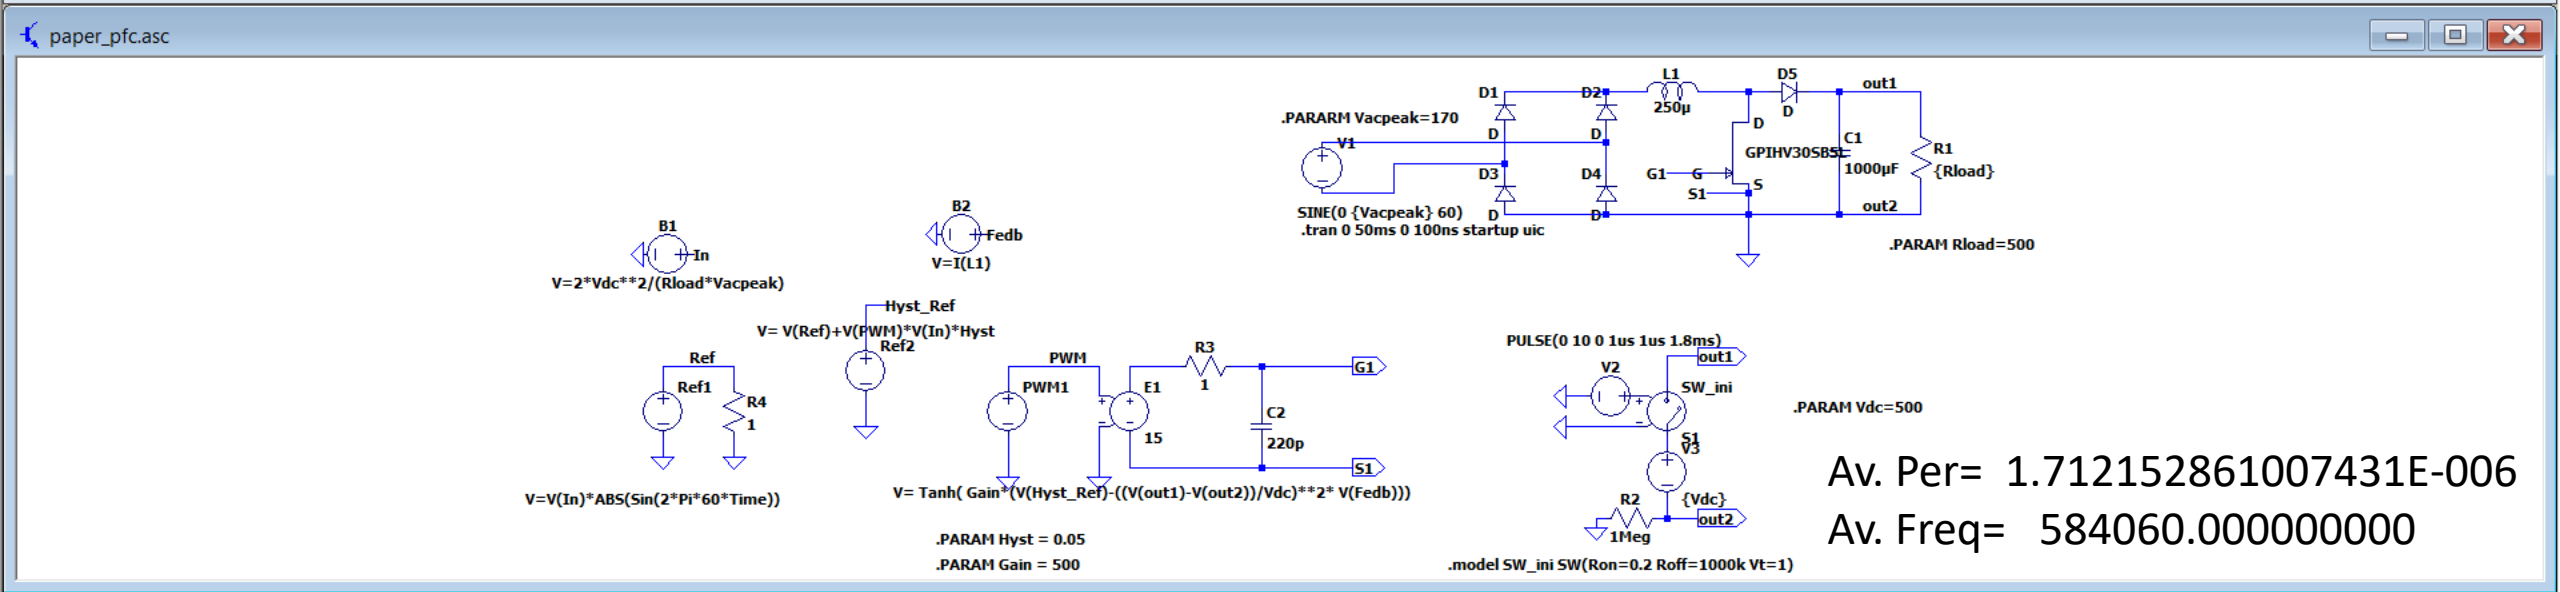 paper_pfc.asc
L1
250µ
D5
D
out1
D1
D
D2
D
.PARARM Vacpeak=170
V1
D
GPIHV30SB5L
C1
1000µF
R1
{Rload}
D3
D
D4
D
G1
G
S1
S
out2
SINE(0 {Vacpeak} 60)
.tran 0 50ms 0 100ns startup uic
.PARAM Rload=500
B1
In
V=2*Vdc**2/(Rload*Vacpeak)
B2
Fedb
V=I(L1)
Hyst_Ref
V= V(Ref)+V(PWM)*V(In)*Hyst
Ref2
Ref
Ref1
R4
1
V=V(In)*ABS(Sin(2*Pi*60*Time))
PWM
PWM1
E1
15
R3
1
C2
220p
G1
S1
V= Tanh( Gain*(V(Hyst_Ref)-((V(out1)-V(out2))/Vdc)**2* V(Fedb)))
.PARAM Hyst = 0.05
.PARAM Gain = 500
PULSE(0 10 0 1us 1us 1.8ms)
out1
V2
SW_ini
S1
V3
{Vdc}
R2
1Meg
out2
.model SW_ini SW(Ron=0.2 Roff=1000k Vt=1)
.PARAM Vdc=500
Av. Per= 1.712152861007431E-006
Av. Freq= 584060.000000000